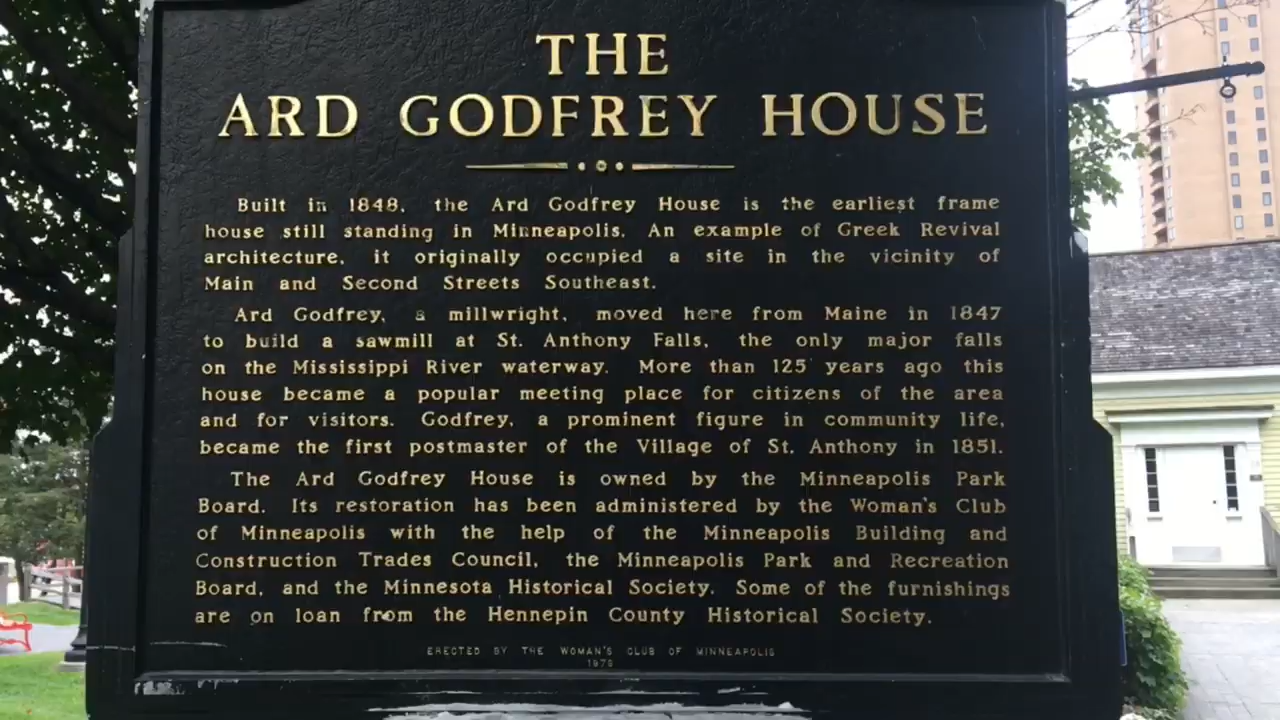 THE
ARD GODFREY HOUSE
Built in 1848, the Ard Godfrey House is the earliest frame
house still standing in Minneapolis. An example of Greek Revival
architecture, it originally occupied a site in the vicinity of
Main and Second Streets Southeast.
Ard Godfrey, a millwright, moved here from Maine in 1847
to build a sawmill at St. Anthony Falls, the only major falls
on the Mississippi River waterway. More than 125 years ago this
house became a popular meeting place for citizens of the area
and for visitors. Godfrey, a prominent figure in community life,
became the first postmaster of the Village of St. Anthony in 1851.
The Ard Godfrey House is owned by the Minneapolis Park
Board. Its restoration has been administered by the Woman's Club
of Minneapolis with the help of the Minneapolis Building and
Construction Trades Council, the Minneapolis Park and Recreation
Board, and the Minnesota Historical Society. Some of the furnishings
are on loan from the Hennepin County Historical Society.
ERECTED BY THE WOMAN'S CLUB OF MINNEAPOLIS